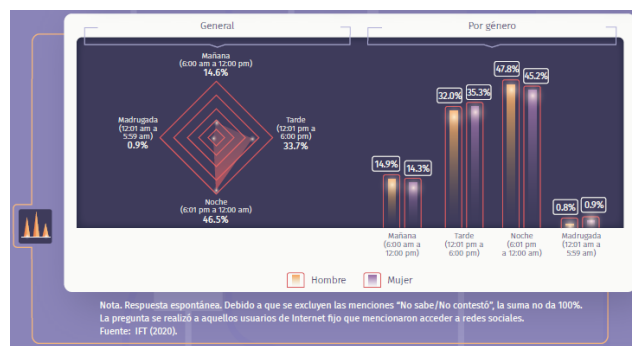 General
Mañana
(6:00 am a 12:00 pm)
14.6%
Madrugada
(12:01 am a
5:59 am)
0.9%
Tarde
(12:01 pm a
6:00 pm)
33.7%
Noche
(6:01 pm a 12:00 am)
46.5%
Por género
14.9%
14.3%
32.0%
35.3%
47.8%
45.2%
0.8%
0.9%
Mañana
(6:00 am a
12:00 pm)
Tarde
(12:01 pm a
6:00 pm)
Noche
(6:01 pm
a 12:00 am)
Madrugada
(12:01 am a
5:59 am)
Hombre
Mujer
Nota. Respuesta espontánea. Debido a que se excluyen las menciones “No sabe/No contestó”, la suma no da 100%.
La pregunta se realizó a aquellos usuarios de Internet fijo que mencionaron acceder a redes sociales.
Fuente: IFT (2020).